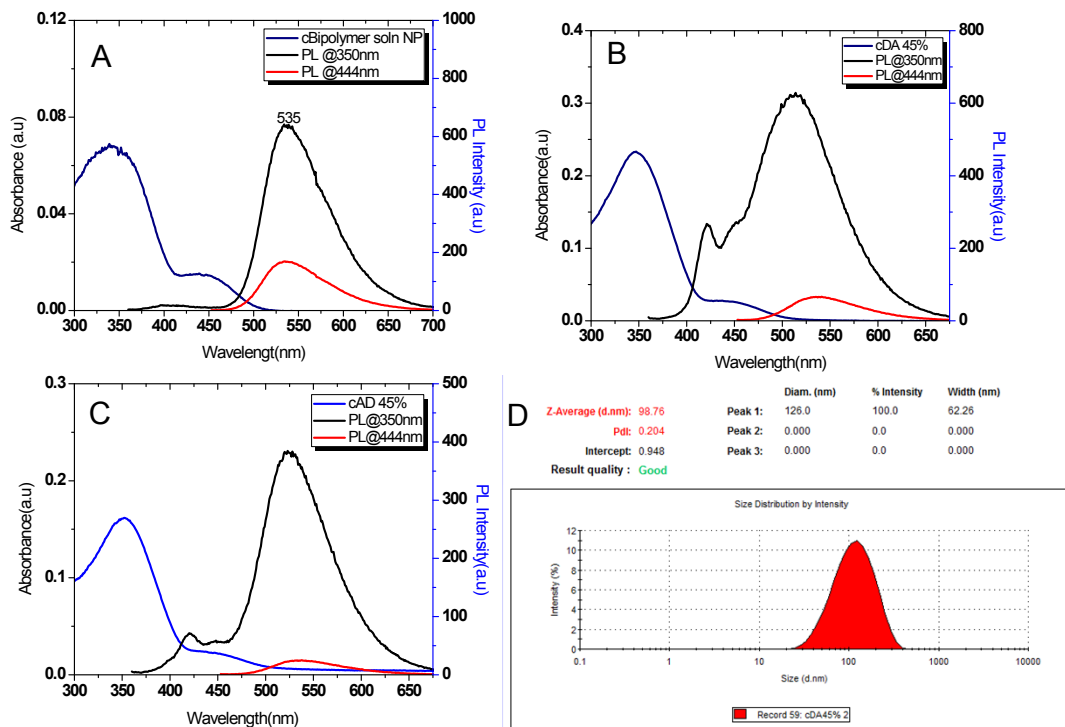 A
cBipolymer soln NP
PL @350nm
PL @444nm
535
0.12
0.08
0.04
0.00
Absorbance (a.u)
1000
800
600
400
200
0
PL Intensity (a.u)
300 350 400 450 500 550 600 650 700
Wavelengt(nm)
B
cDA 45%
PL@350nm
PL@444nm
0.4
0.3
0.2
0.1
0.0
Absorbance(a.u)
800
600
400
200
0
PL Intensity(a.u)
300 350 400 450 500 550 600 650
Wavelength(nm)
C
cAD 45%
PL@350nm
PL@444nm
0.3
0.2
0.1
0.0
Absorbance(a.u)
500
400
300
200
100
0
PL Intensity(a.u)
300 350 400 450 500 550 600 650
Wavelength(nm)
D
Diam. (nm) % Intensity Width (nm)
Z-Average (d.nm): 98.76 Peak 1: 126.0 100.0 62.26
PdI: 0.204 Peak 2: 0.000 0.0 0.000
Intercept: 0.948 Peak 3: 0.000 0.0 0.000
Result quality : Good
Size Distribution by Intensity
12
10
8
6
4
2
0
Intensity (%)
0.1 1 10 100 1000 10000
Size (d.nm)
Record 59: cDA45% 2